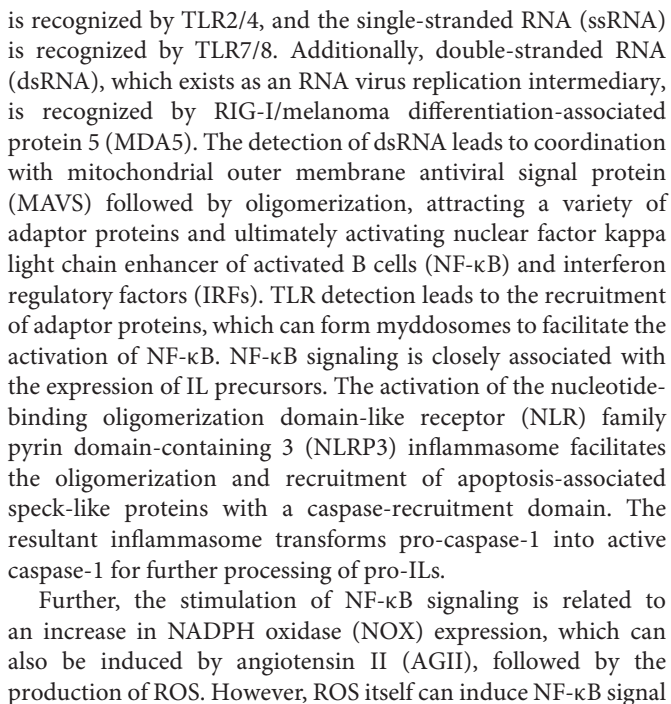 is recognized by TLR2/4, and the single-stranded RNA (ssRNA)
is recognized by TLR7/8. Additionally, double-stranded RNA
(dsRNA), which exists as an RNA virus replication intermediary,
is recognized by RIG-I/melanoma differentiation-associated
protein 5 (MDA5). The detection of dsRNA leads to coordination
with mitochondrial outer membrane antiviral signal protein
(MAVS) followed by oligomerization, attracting a variety of
adaptor proteins and ultimately activating nuclear factor kappa
light chain enhancer of activated B cells (NF-κB) and interferon
regulatory factors (IRFs). TLR detection leads to the recruitment
of adaptor proteins, which can form myddosomes to facilitate the
activation of NF-κB. NF-κB signaling is closely associated with
the expression of IL precursors. The activation of the nucleotide-
binding oligomerization domain-like receptor (NLR) family
pyrin domain-containing 3 (NLRP3) inflammasome facilitates
the oligomerization and recruitment of apoptosis-associated
speck-like proteins with a caspase-recruitment domain. The
resultant inflammasome transforms pro-caspase-1 into active
caspase-1 for further processing of pro-ILs.
Further, the stimulation of NF-κB signaling is related to
an increase in NADPH oxidase (NOX) expression, which can
also be induced by angiotensin II (AGII), followed by the
production of ROS. However, ROS itself can induce NF-κB signal